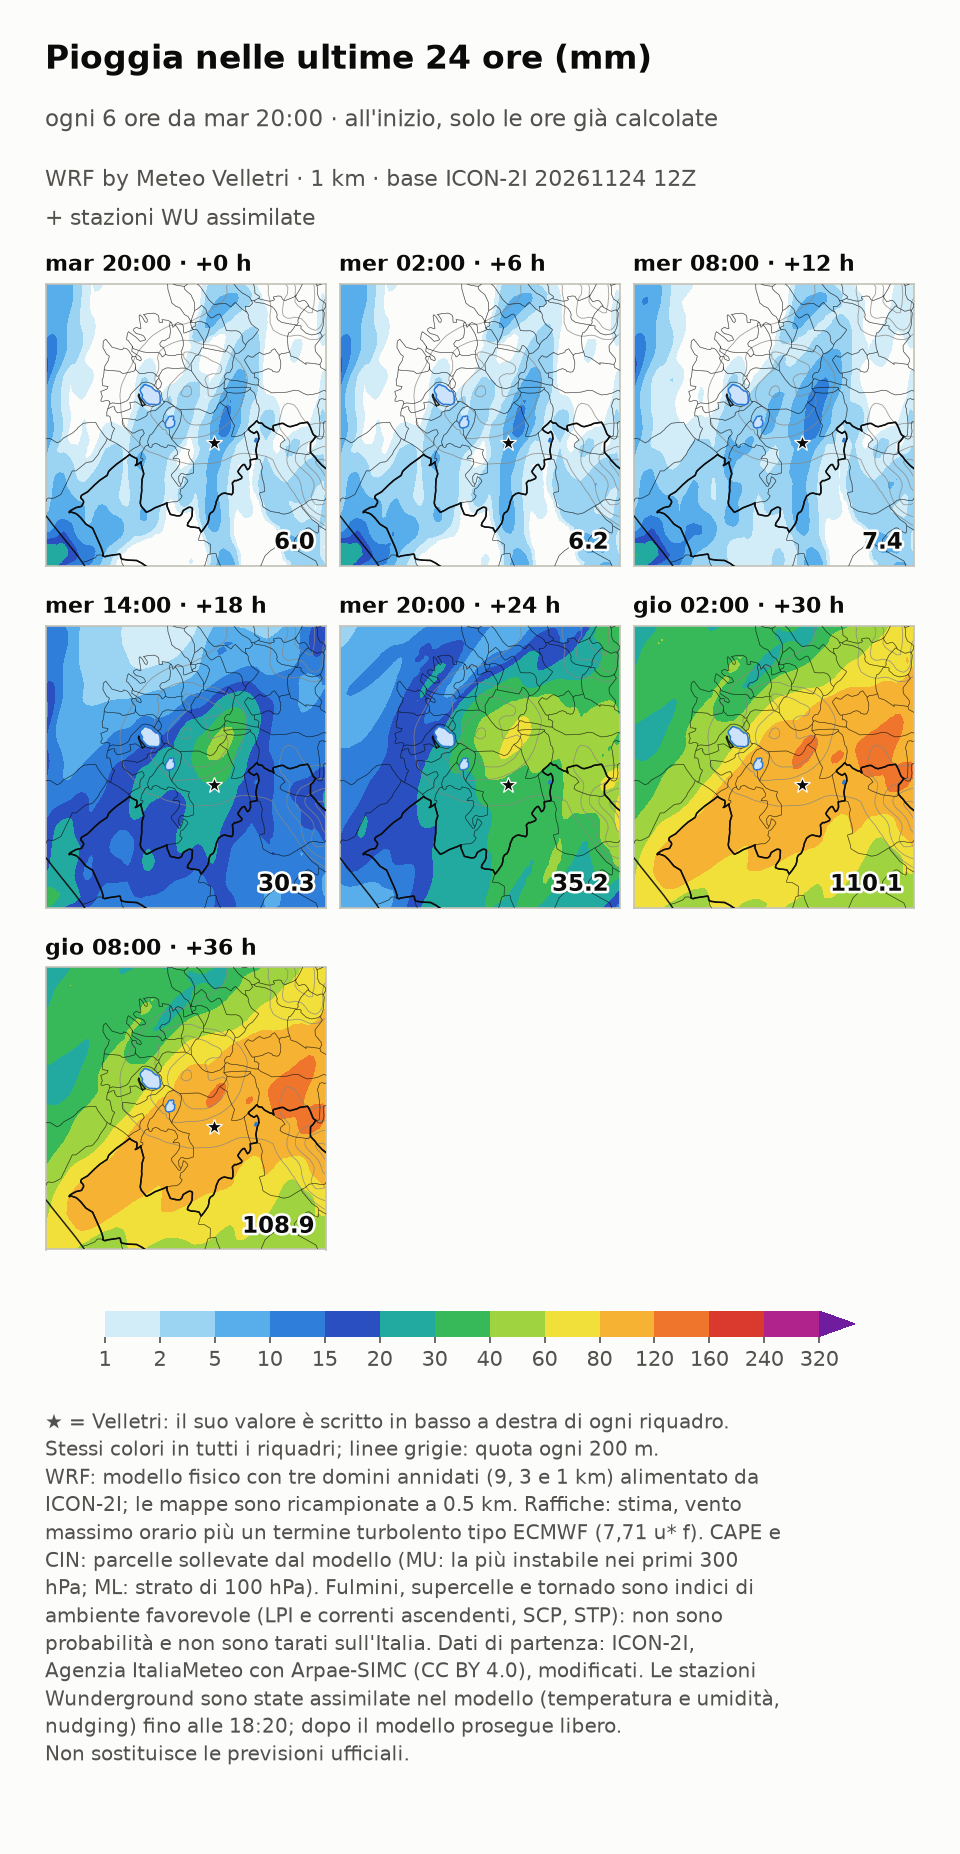 Pioggia nelle ultime 24 ore (mm)
ogni 6 ore da mar 20:00 · all'inizio, solo le ore già calcolate
WRF by Meteo Velletri · 1 km · base ICON-2I 20261124 12Z
+ stazioni WU assimilate
mar 20:00 · +0 h
mer 02:00 · +6 h
mer 08:00 · +12 h
6.0
6.2
7.4
mer 14:00 · +18 h
mer 20:00 · +24 h
gio 02:00 · +30 h
30.3
35.2
110.1
gio 08:00 · +36 h
108.9
1 2 5 10 15 20 30 40 60 80 120 160 240 320
★ = Velletri: il suo valore è scritto in basso a destra di ogni riquadro.
Stessi colori in tutti i riquadri; linee grigie: quota ogni 200 m.
WRF: modello fisico con tre domini annidati (9, 3 e 1 km) alimentato da
ICON-2I; le mappe sono ricampionate a 0.5 km. Raffiche: stima, vento
massimo orario più un termine turbolento tipo ECMWF (7,71 u* f). CAPE e
CIN: parcelle sollevate dal modello (MU: la più instabile nei primi 300
hPa; ML: strato di 100 hPa). Fulmini, supercelle e tornado sono indici di
ambiente favorevole (LPI e correnti ascendenti, SCP, STP): non sono
probabilità e non sono tarati sull'Italia. Dati di partenza: ICON-2I,
Agenzia ItaliaMeteo con Arpae-SIMC (CC BY 4.0), modificati. Le stazioni
Wunderground sono state assimilate nel modello (temperatura e umidità,
nudging) fino alle 18:20; dopo il modello prosegue libero.
Non sostituisce le previsioni ufficiali.